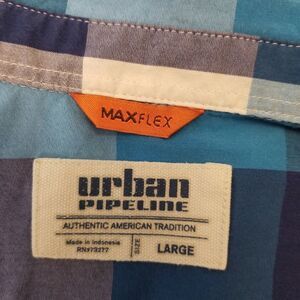 MAXFLEX
urban
PIPELINE
AUTHENTIC AMERICAN TRADITION
Made in Indonesia
RN#73277
SIZE
LARGE